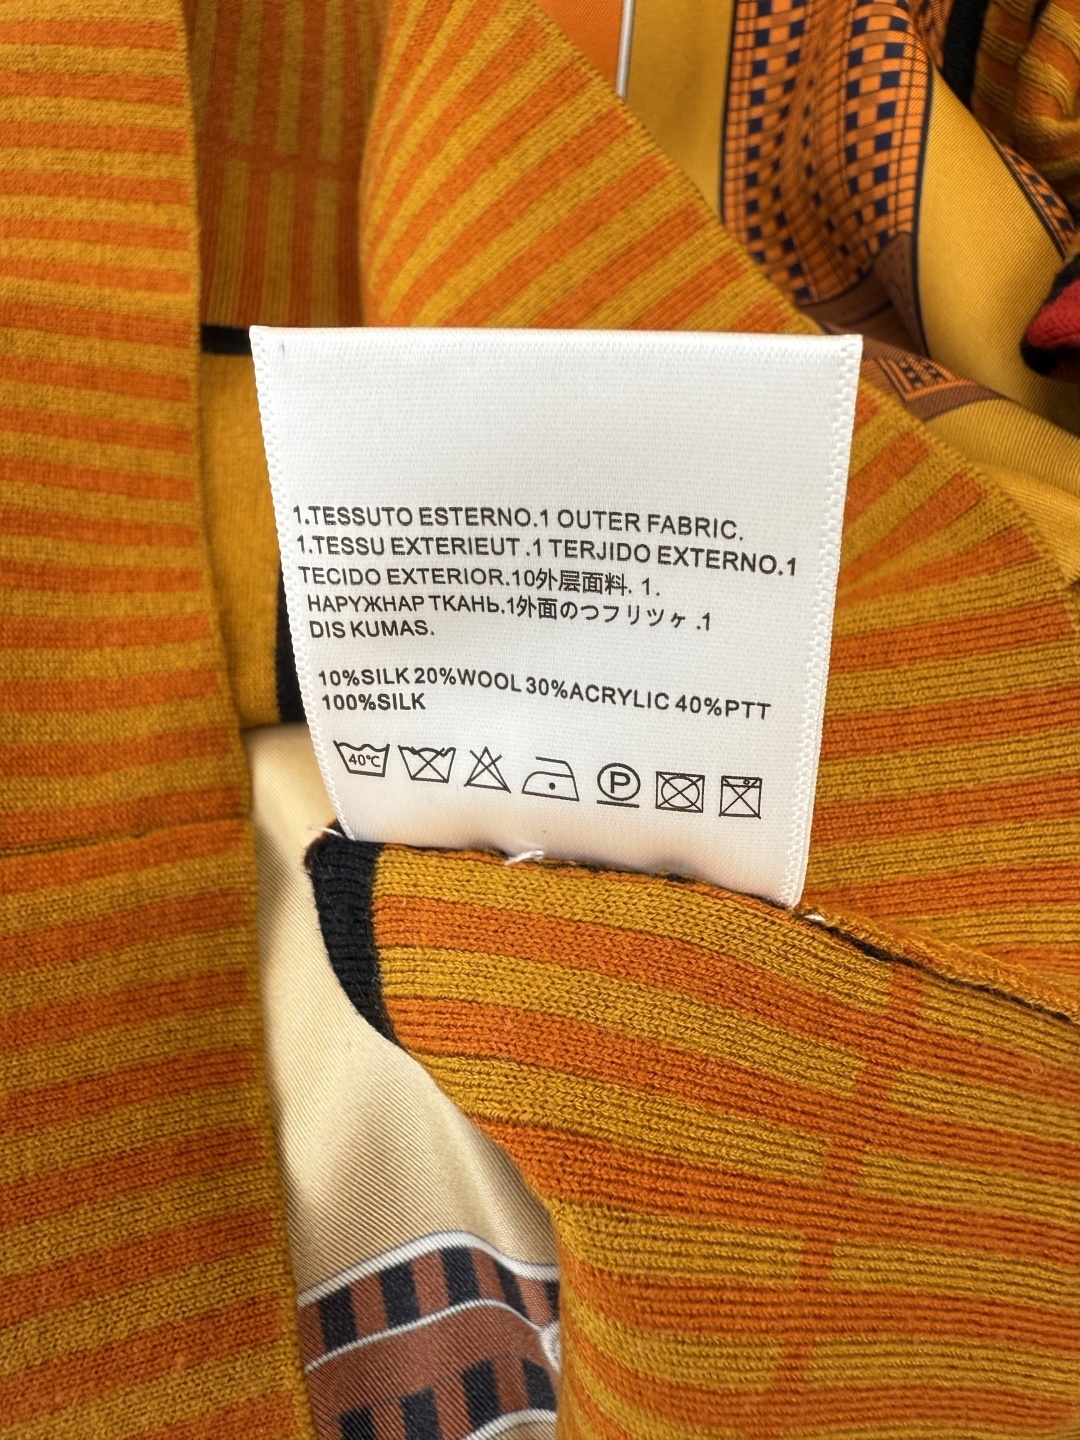 1.TESSUTO ESTERNO.1 OUTER FABRIC.
1.TESSU EXTERIEUT .1 TERJIDO EXTERNO.1
TECIDO EXTERIOR.10外层面料. 1.
НАРУЖНАР ТКАНЬ.1外面のつフリツヶ .1
DIS KUMAS.
10%SILK 20%WOOL 30%ACRYLIC 40%PTT
100%SILK
40°C P